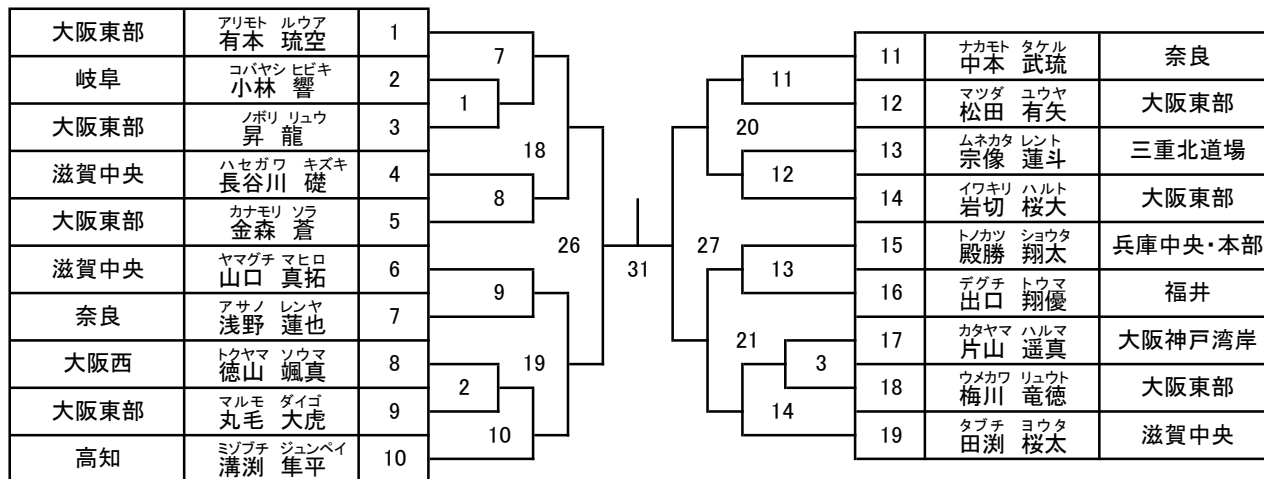 大阪東部 アリモト ルウア 有本 琉空 1
岐阜 コバヤシ ヒビキ 小林 響 2
大阪東部 ノボリ リュウ 昇 龍 3
滋賀中央 ハセガワ キズキ 長谷川 礎 4
大阪東部 カナモリ ソラ 金森 蒼 5
滋賀中央 ヤマグチ マヒロ 山口 真拓 6
奈良 アサノ レンヤ 浅野 蓮也 7
大阪西 トクヤマ ソウマ 徳山 颯真 8
大阪東部 マルモ ダイゴ 丸毛 大虎 9
高知 ミゾブチ ジュンペイ 溝渕 隼平 10
7
1
18
8
26
9
19
2
10
31
27
11
20
12
13
21
3
14
11 ナカモト タケル 中本 武琉 奈良
12 マツダ ユウヤ 松田 有矢 大阪東部
13 ムネカタ レント 宗像 蓮斗 三重北道場
14 イワキリ ハルト 岩切 桜大 大阪東部
15 トノカツ ショウタ 殿勝 翔太 兵庫中央・本部
16 デグチ トウマ 出口 翔優 福井
17 カタヤマ ハルマ 片山 遥真 大阪神戸湾岸
18 ウメカワ リュウト 梅川 竜徳 大阪東部
19 タブチ ヨウタ 田渕 桜太 滋賀中央